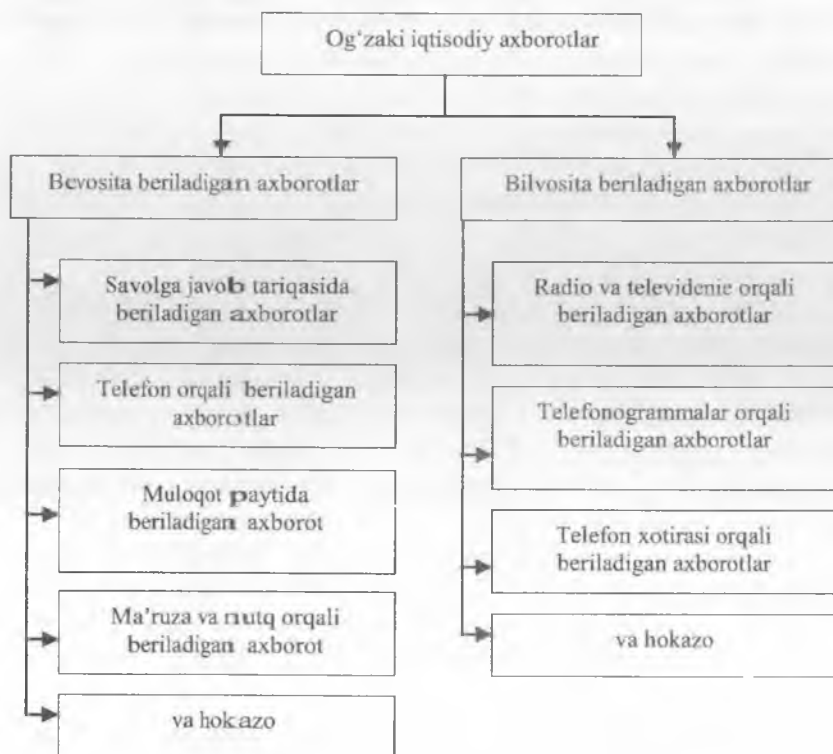 Og‘zaki iqtisodiy axborotlar
Bevosita beriladigan axborotlar
Savolga javob tariqasida
beriladigan axborotlar
Telefon orqali beriladigan
axborotlar
Muloqot paytida
beriladigan axborot
Ma’ruza va nutq orqali
beriladigan axborot
va hokazo
Bilvosita beriladigan axborotlar
Radio va televidenie orqali
beriladigan axborotlar
Telefonogrammalar orqali
beriladigan axborotlar
Telefon xotirasi orqali
beriladigan axborotlar
va hokazo